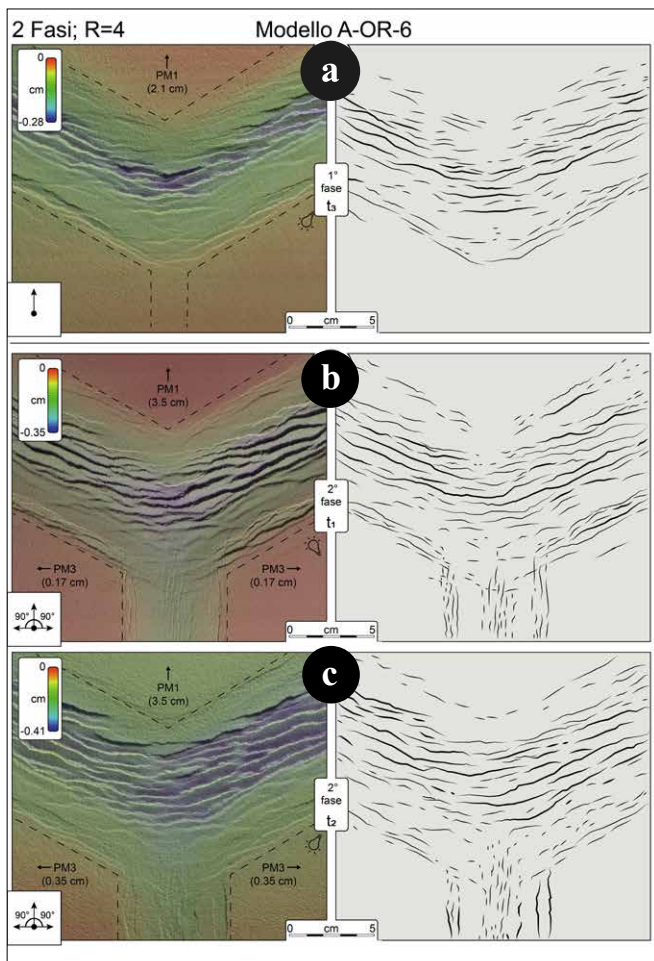 2 Fasi; R=4 Modello A-OR-6
a
0
cm
-0.28
PM1
(2.1 cm)
1°
fase
t₃
0 cm 5
b
0
cm
-0.35
PM1
(3.5 cm)
2°
fase
t₁
PM3
(0.17 cm)
PM3
(0.17 cm)
90° 90°
0 cm 5
c
0
cm
-0.41
PM1
(3.5 cm)
2°
fase
t₂
PM3
(0.35 cm)
PM3
(0.35 cm)
90° 90°
0 cm 5